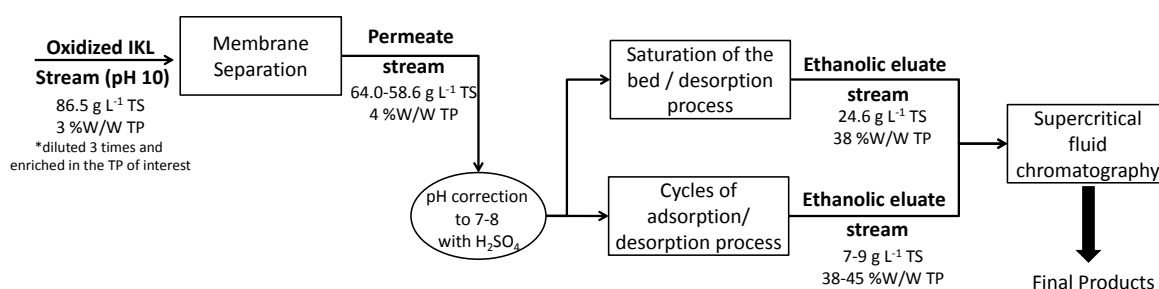 Oxidized IKL
Stream (pH 10)
86.5 g L⁻¹ TS
3 %W/W TP
*diluted 3 times and
enriched in the TP of interest
Membrane
Separation
Permeate
stream
64.0-58.6 g L⁻¹ TS
4 %W/W TP
pH correction
to 7-8
with H₂SO₄
Saturation of the
bed / desorption
process
Ethanolic eluate
stream
24.6 g L⁻¹ TS
38 %W/W TP
Cycles of
adsorption/
desorption process
Ethanolic eluate
stream
7-9 g L⁻¹ TS
38-45 %W/W TP
Supercritical
fluid
chromatography
Final Products